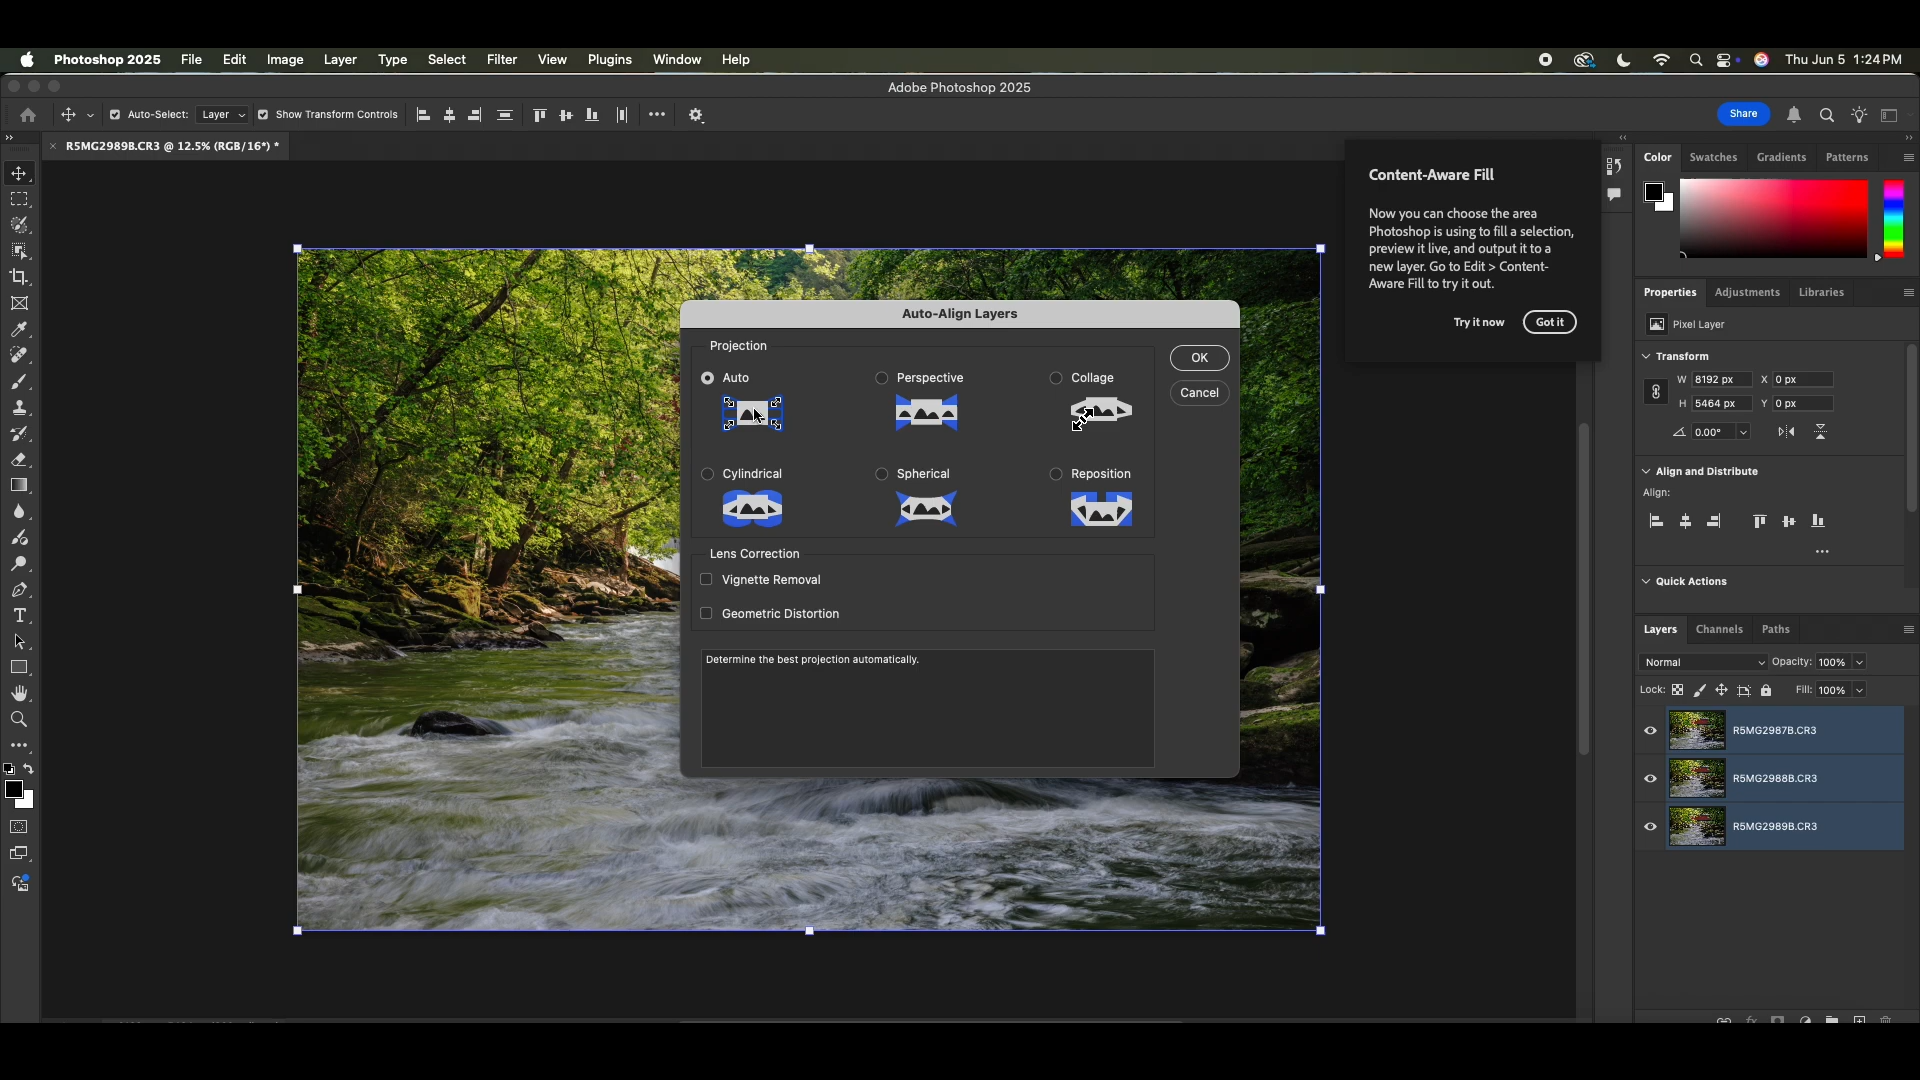 Photoshop 2025 File Edit Image Layer Type Select Filter View Plugins Window Help Thu Jun 5 1:24 PM
Adobe Photoshop 2025
Auto-Select: Layer Show Transform Controls Share
R5MG2989B.CR3 @ 12.5% (RGB/16*) *
Content-Aware Fill
Now you can choose the area
Photoshop is using to fill a selection,
preview it live, and output it to a
new layer. Go to Edit > Content-
Aware Fill to try it out.
Try it now Got it
Auto-Align Layers
Projection
OK
Cancel
Auto Perspective Collage
Cylindrical Spherical Reposition
Lens Correction
Vignette Removal
Geometric Distortion
Determine the best projection automatically.
Color Swatches Gradients Patterns
Properties Adjustments Libraries
Pixel Layer
Transform
W 8192 px X 0 px
H 5464 px Y 0 px
0.00°
Align and Distribute
Align:
Quick Actions
Layers Channels Paths
Normal Opacity: 100%
Lock: Fill: 100%
R5MG2987B.CR3
R5MG2988B.CR3
R5MG2989B.CR3